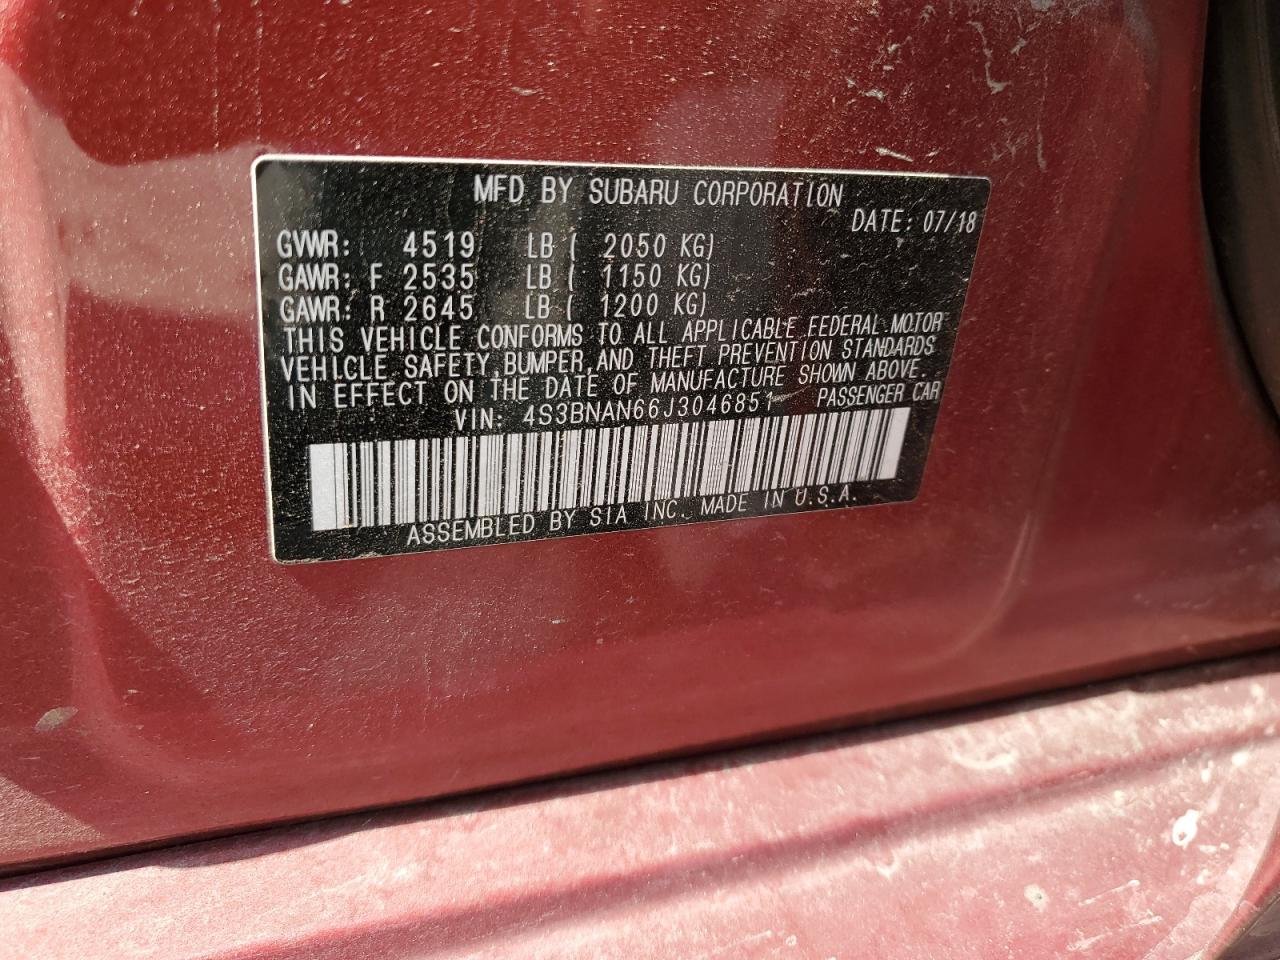 MFD BY SUBARU CORPORATION
DATE: 07/18
GVWR: 4519 LB ( 2050 KG)
GAWR: F 2535 LB ( 1150 KG)
GAWR: R 2645 LB ( 1200 KG)
THIS VEHICLE CONFORMS TO ALL APPLICABLE FEDERAL MOTOR
VEHICLE SAFETY, BUMPER, AND THEFT PREVENTION STANDARDS
IN EFFECT ON THE DATE OF MANUFACTURE SHOWN ABOVE.
VIN: 4S3BNAN66J3046851 PASSENGER CAR
ASSEMBLED BY SIA INC. MADE IN U.S.A.